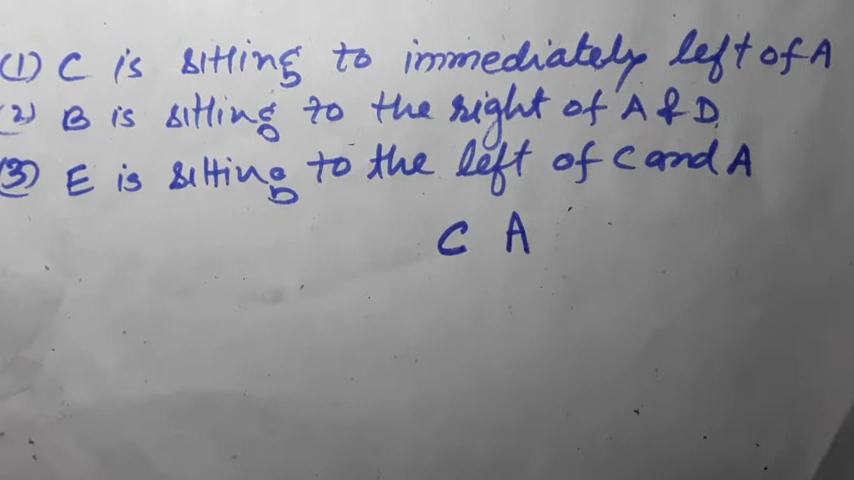 (1) C is sitting to immediately left of A
(2) B is sitting to the right of A & D
(3) E is sitting to the left of C and A
C A